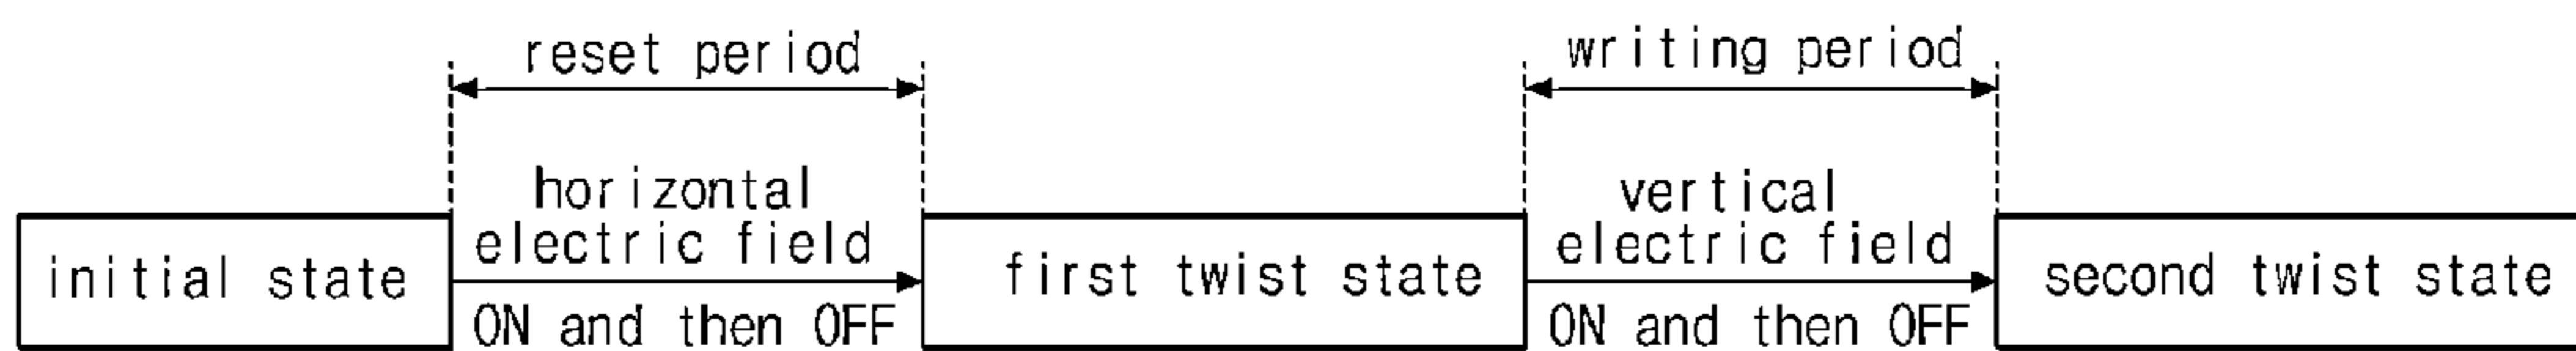 reset period
writing period
horizontal
electric field
vertical
electric field
initial state
first twist state
second twist state
ON and then OFF
ON and then OFF